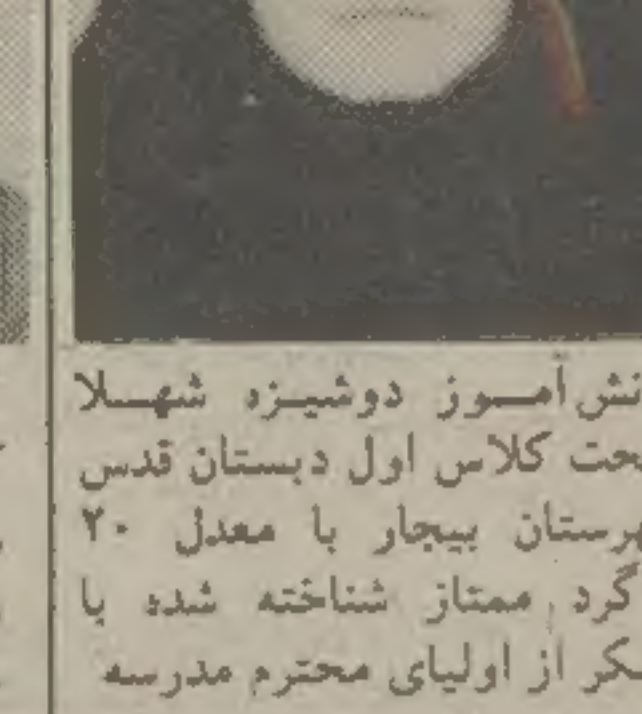 نش‌آموز دوشیزه شهلا
حت کلاس اول دبستان قدس
هرستان بیجار با معدل ۲۰
گرد ممتاز شناخته شده با
کر از اولیای محترم مدرسه